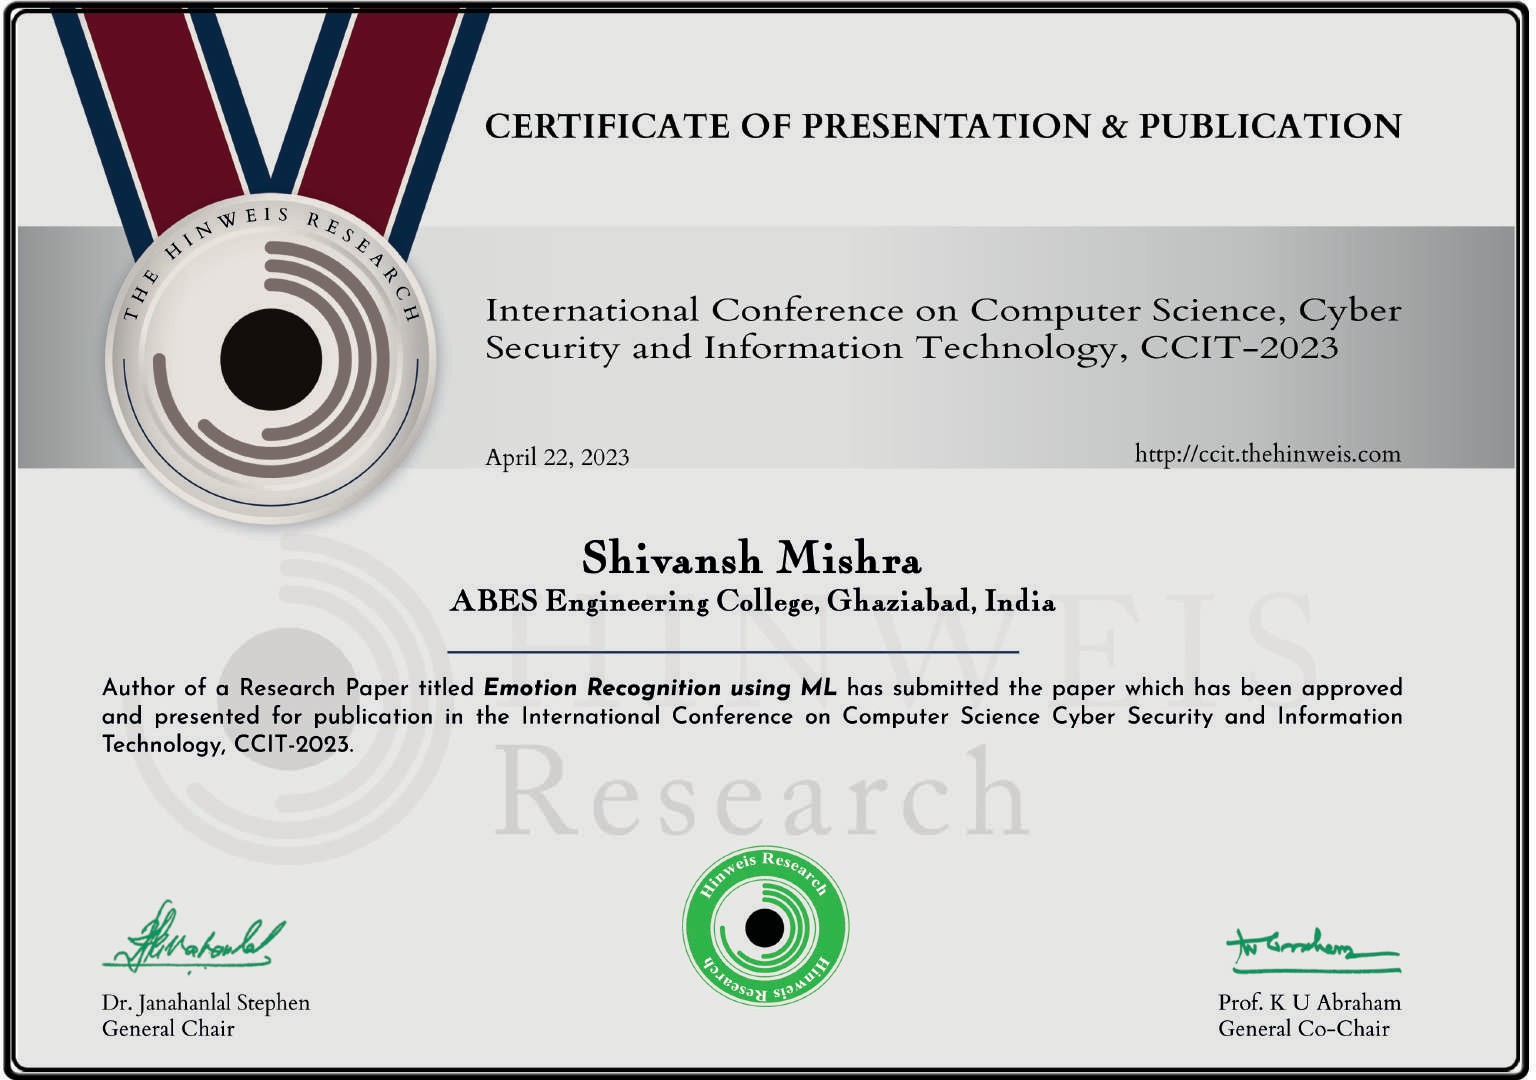 CERTIFICATE OF PRESENTATION & PUBLICATION
THE HINWEIS RESEARCH
International Conference on Computer Science, Cyber
Security and Information Technology, CCIT-2023
April 22, 2023
http://ccit.thehinweis.com
Shivansh Mishra
ABES Engineering College, Ghaziabad, India
HINWEIS
Research
Author of a Research Paper titled Emotion Recognition using ML has submitted the paper which has been approved
and presented for publication in the International Conference on Computer Science Cyber Security and Information
Technology, CCIT-2023.
Hinweis Research
Hinweis Research
Dr. Janahanlal Stephen
General Chair
Prof. K U Abraham
General Co-Chair